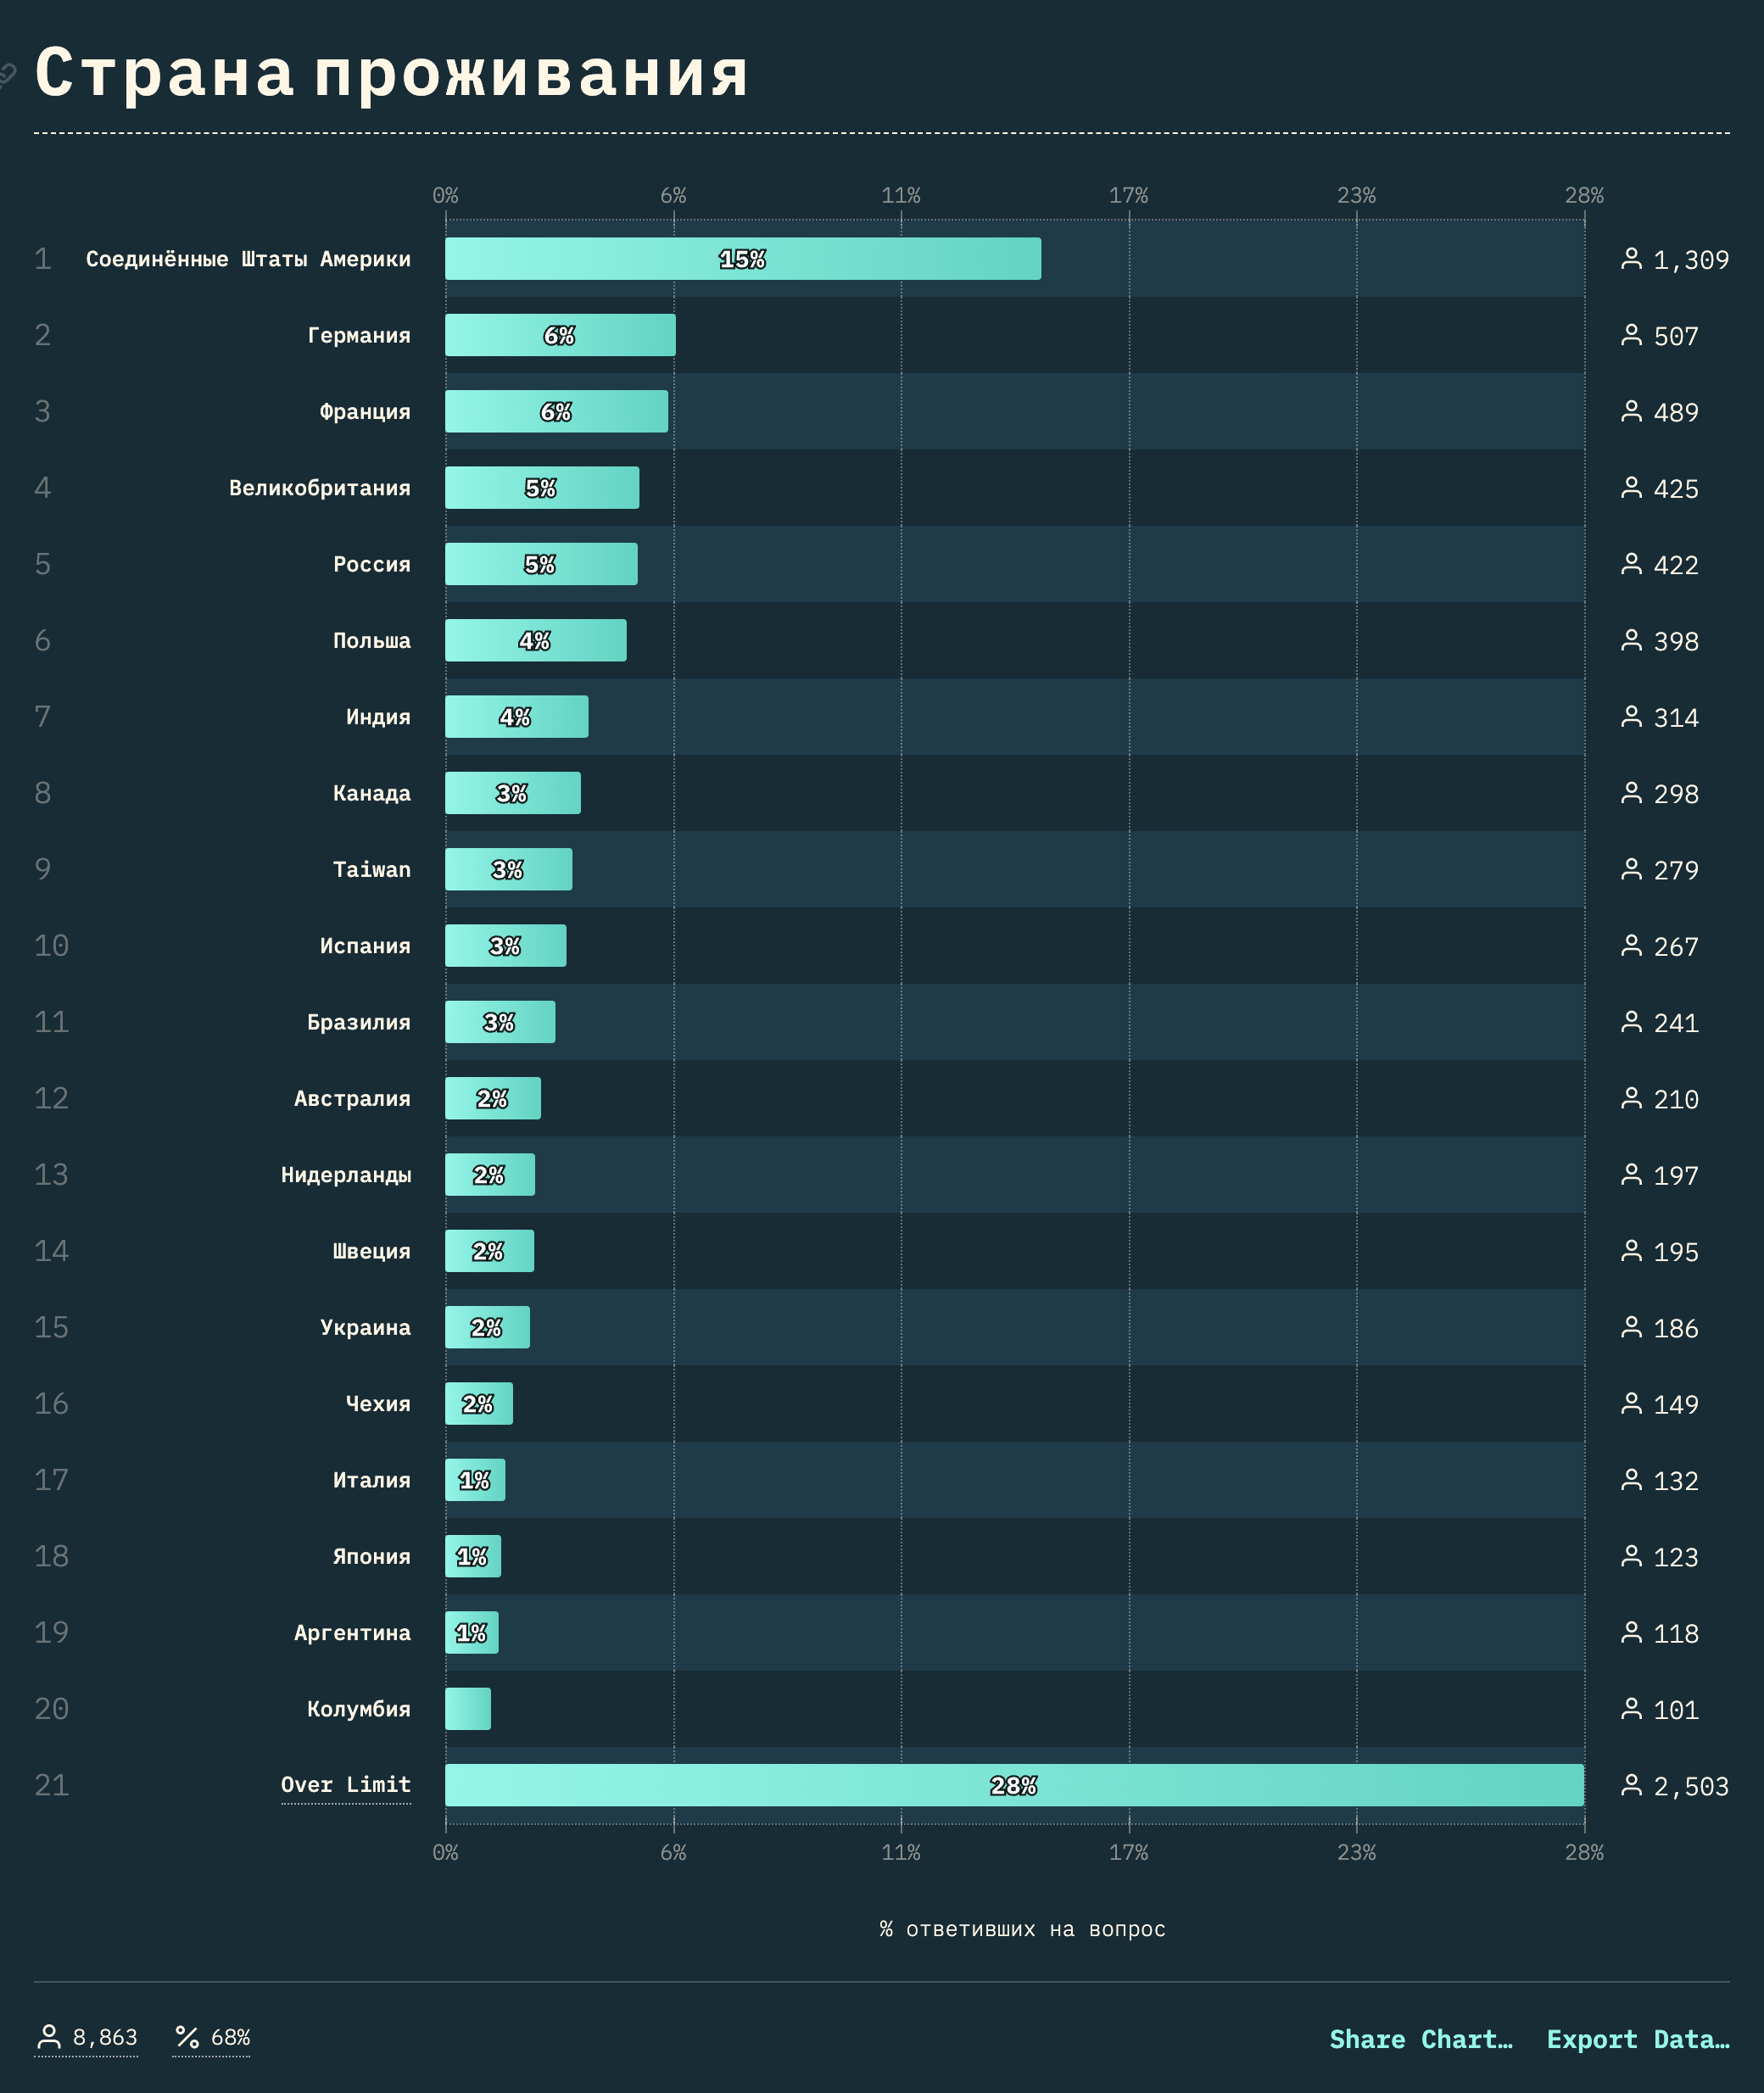 Страна проживания
0% 6% 11% 17% 23% 28%
1 Соединённые Штаты Америки 15% 1,309
2 Германия 6% 507
3 Франция 6% 489
4 Великобритания 5% 425
5 Россия 5% 422
6 Польша 4% 398
7 Индия 4% 314
8 Канада 3% 298
9 Taiwan 3% 279
10 Испания 3% 267
11 Бразилия 3% 241
12 Австралия 2% 210
13 Нидерланды 2% 197
14 Швеция 2% 195
15 Украина 2% 186
16 Чехия 2% 149
17 Италия 1% 132
18 Япония 1% 123
19 Аргентина 1% 118
20 Колумбия 101
21 Over Limit 28% 2,503
0% 6% 11% 17% 23% 28%
% ответивших на вопрос
8,863 % 68% Share Chart… Export Data…